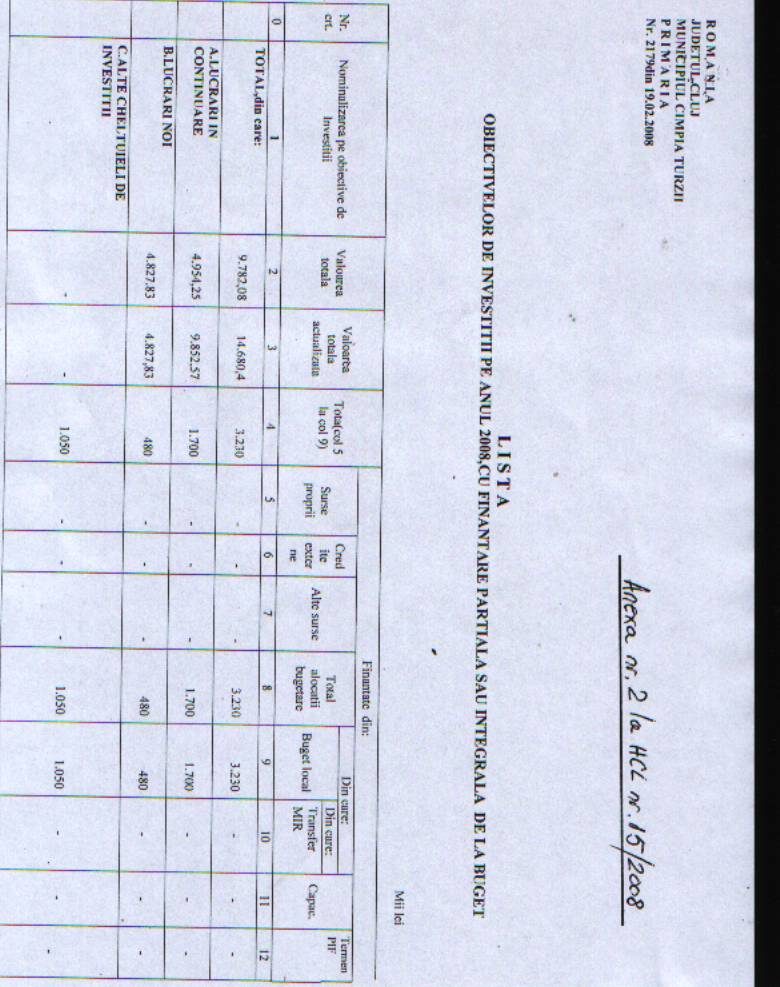 R O M A N I A
JUDETUL CLUJ
MUNICIPIUL CIMPIA TURZII
P R I M A R I A
Nr. 2179din 19.02.2008
Anexa nr. 2 la HCL nr. 15/2008
L I S T A
OBIECTIVELOR DE INVESTITII PE ANUL 2008,CU FINANTARE PARTIALA SAU INTEGRALA DE LA BUGET
Mii lei
Nr. crt. Nominalizarea pe obiective de Investitii Valoarea totala Valoarea totala actualizata Total(col 5 la col 9) Finantate din: Termen PIF
Surse proprii Cred ite exter ne Alte surse Total alocatii bugetare Din care: Capac.
Buget local Din care: Transfer MIR
0 1 2 3 4 5 6 7 8 9 10 11 12
TOTAL,din care: 9.782,08 14.680,4 3.230 - - - 3.230 3.230 - - -
A.LUCRARI IN CONTINUARE 4.954,25 9.852,57 1.700 - - - 1.700 1.700 - - -
B.LUCRARI NOI 4.827,83 4.827,83 480 - - - 480 480 - - -
C.ALTE CHELTUIELI DE INVESTITII - - 1.050 - - - 1.050 1.050 - - -